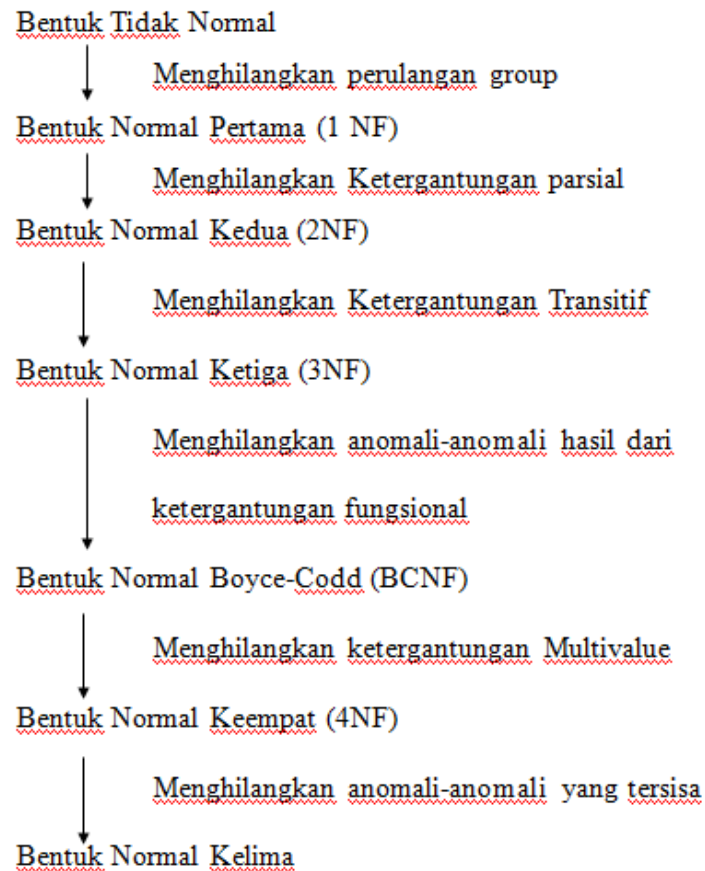 Bentuk Tidak Normal
Menghilangkan perulangan group
Bentuk Normal Pertama (1 NF)
Menghilangkan Ketergantungan parsial
Bentuk Normal Kedua (2NF)
Menghilangkan Ketergantungan Transitif
Bentuk Normal Ketiga (3NF)
Menghilangkan anomali-anomali hasil dari
ketergantungan fungsional
Bentuk Normal Boyce-Codd (BCNF)
Menghilangkan ketergantungan Multivalue
Bentuk Normal Keempat (4NF)
Menghilangkan anomali-anomali yang tersisa
Bentuk Normal Kelima